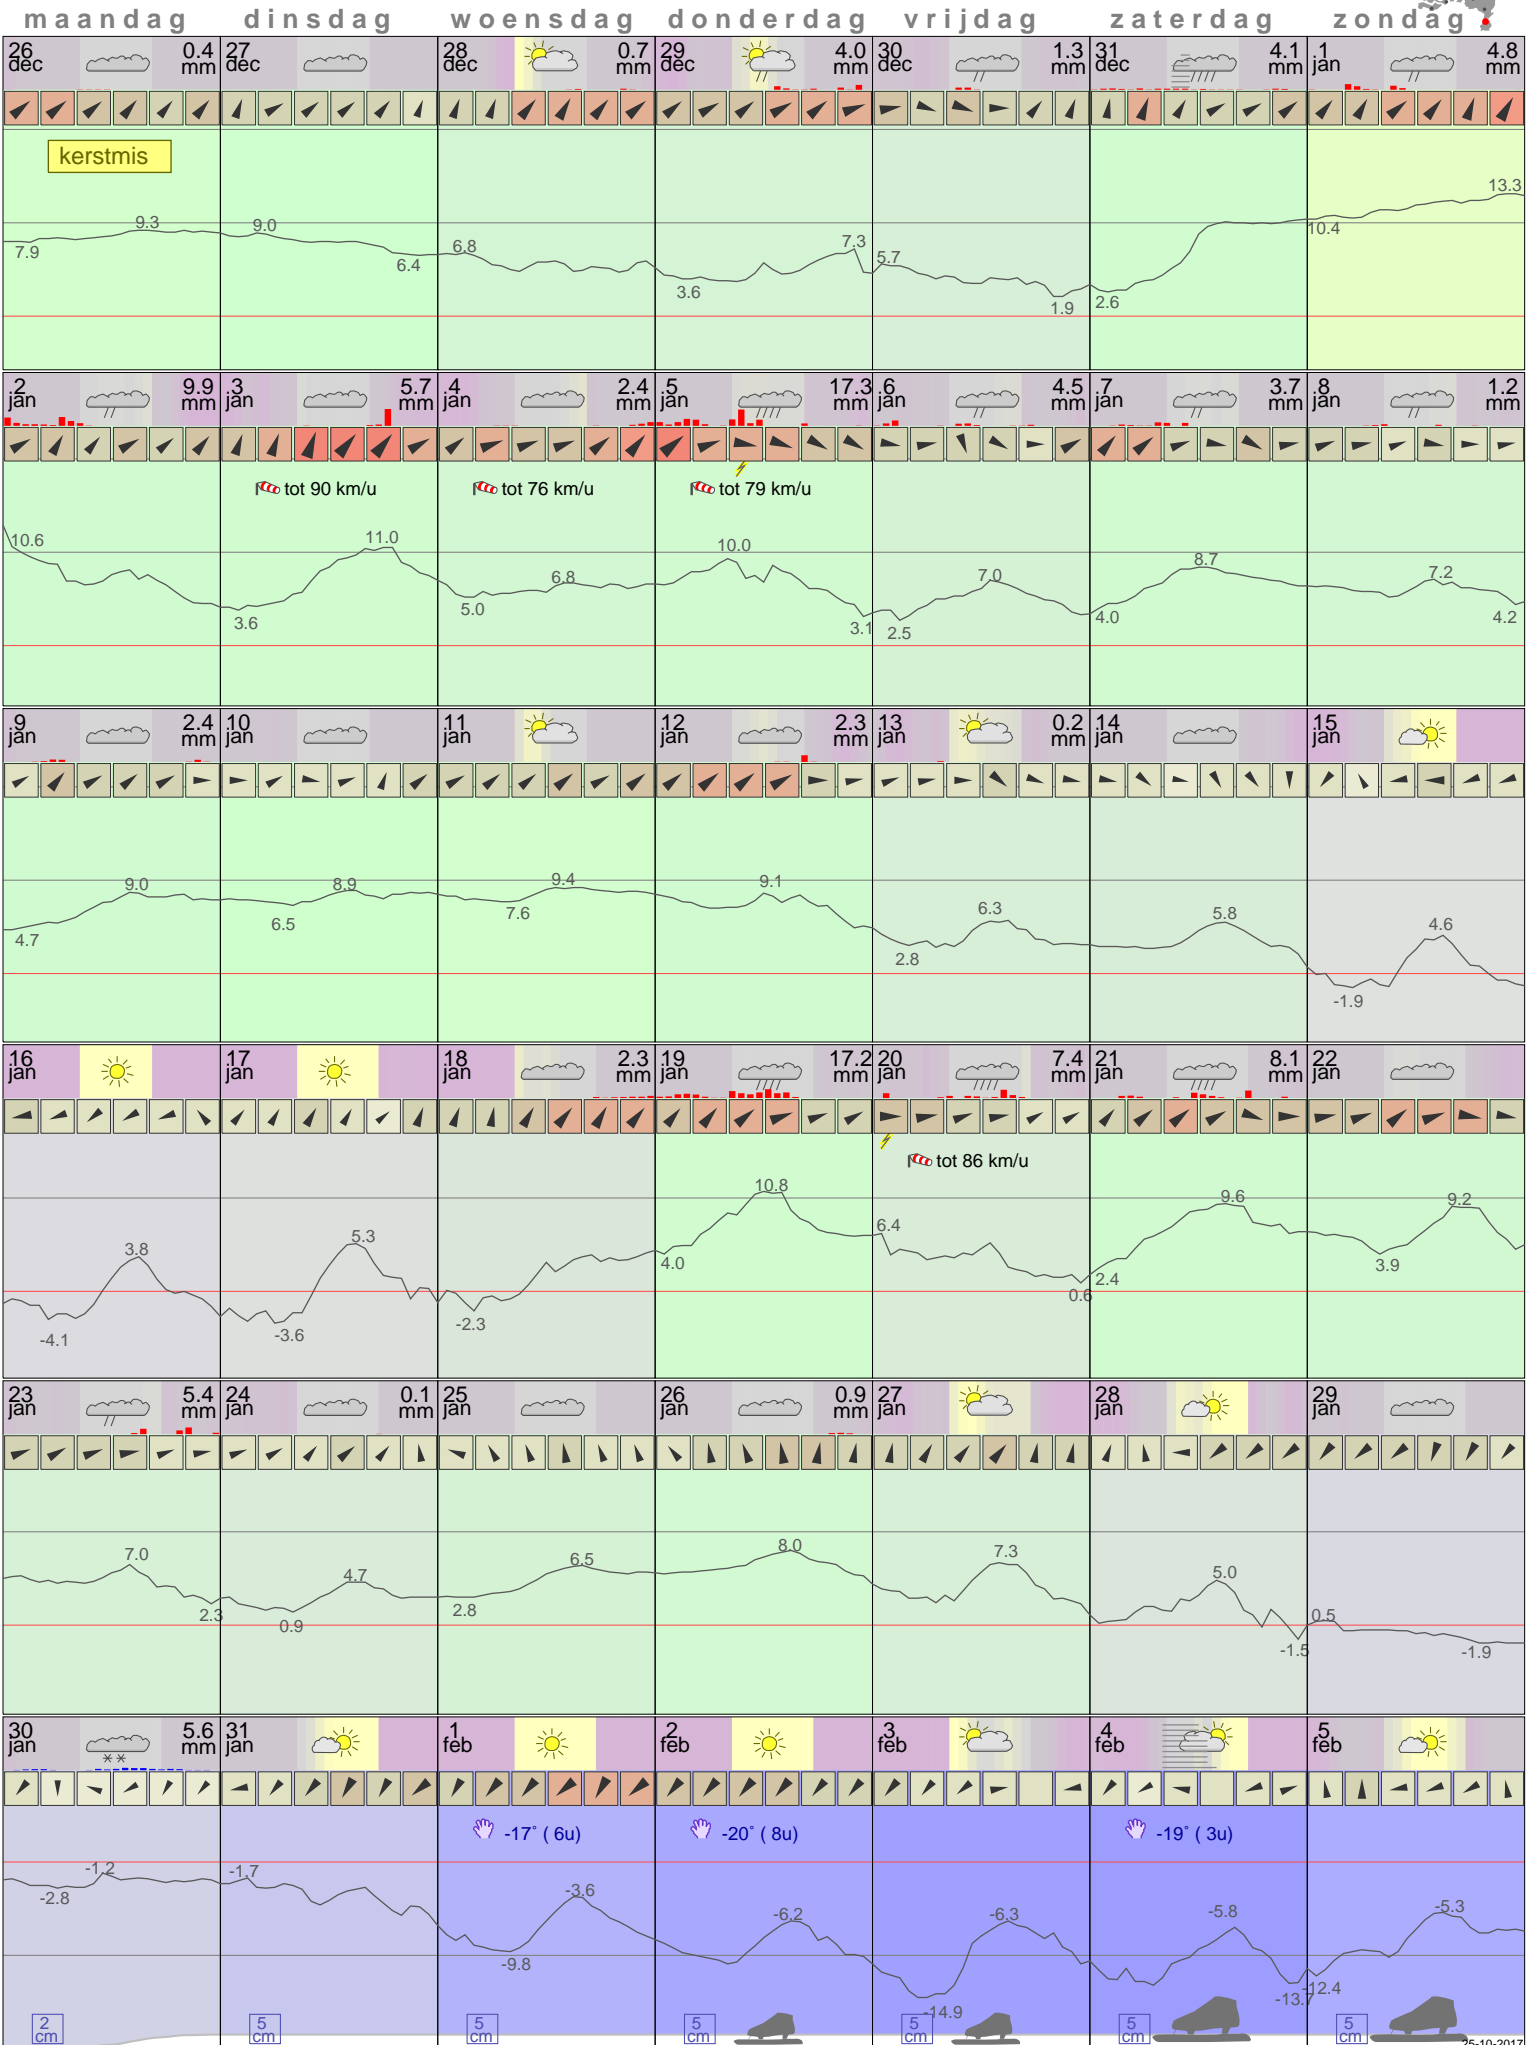 maandag dinsdag woensdag donderdag vrijdag zaterdag zondag
26 dec 0.4 mm 27 dec 28 dec 0.7 mm 29 dec 4.0 mm 30 dec 1.3 mm 31 dec 4.1 mm 1 jan 4.8 mm
kerstmis
7.9 9.3 9.0 6.4 6.8 3.6 7.3 5.7 1.9 2.6 10.4 13.3
2 jan 9.9 mm 3 jan 5.7 mm 4 jan 2.4 mm 5 jan 17.3 mm 6 jan 4.5 mm 7 jan 3.7 mm 8 jan 1.2 mm
tot 90 km/u tot 76 km/u tot 79 km/u
10.6 3.6 11.0 5.0 6.8 10.0 3.1 2.5 7.0 4.0 8.7 7.2 4.2
9 jan 2.4 mm 10 jan 11 jan 12 jan 2.3 mm 13 jan 0.2 mm 14 jan 15 jan
4.7 9.0 6.5 8.9 7.6 9.4 9.1 2.8 6.3 5.8 -1.9 4.6
16 jan 17 jan 18 jan 2.3 mm 19 jan 17.2 mm 20 jan 7.4 mm 21 jan 8.1 mm 22 jan
tot 86 km/u
-4.1 3.8 -3.6 5.3 -2.3 4.0 10.8 6.4 0.6 2.4 9.6 3.9 9.2
23 jan 5.4 mm 24 jan 0.1 mm 25 jan 26 jan 0.9 mm 27 jan 28 jan 29 jan
7.0 2.3 0.9 4.7 2.8 6.5 8.0 7.3 5.0 -1.5 0.5 -1.9
30 jan 5.6 mm 31 jan 1 feb 2 feb 3 feb 4 feb 5 feb
-17° ( 6u) -20° ( 8u) -19° ( 3u)
-2.8 -1.2 -1.7 -9.8 -3.6 -6.2 -14.9 -6.3 -5.8 -13.7 -12.4 -5.3
2 cm 5 cm 5 cm 5 cm 5 cm 5 cm 5 cm
25-10-2017